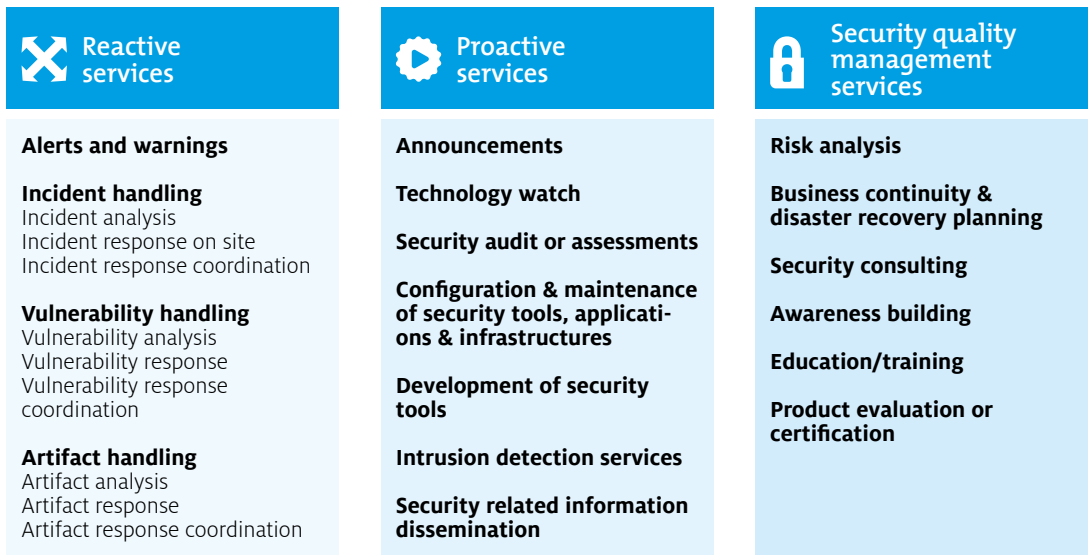 Reactive
services
Alerts and warnings
Incident handling
Incident analysis
Incident response on site
Incident response coordination
Vulnerability handling
Vulnerability analysis
Vulnerability response
Vulnerability response
coordination
Artifact handling
Artifact analysis
Artifact response
Artifact response coordination
Proactive
services
Announcements
Technology watch
Security audit or assessments
Configuration & maintenance
of security tools, applicati-
ons & infrastructures
Development of security
tools
Intrusion detection services
Security related information
dissemination
Security quality
management
services
Risk analysis
Business continuity &
disaster recovery planning
Security consulting
Awareness building
Education/training
Product evaluation or
certification